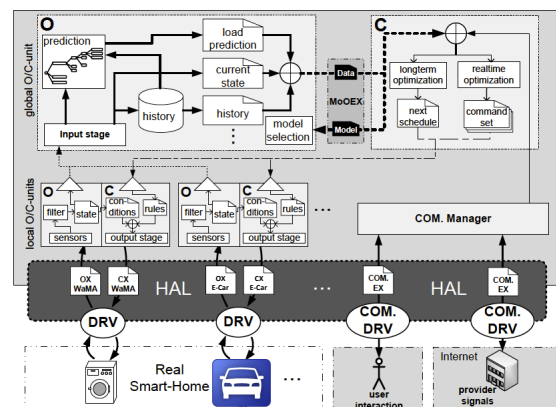 global O/C-unit
O
prediction
load
prediction
current
state
history
history
Input stage
model
selection
Data
MoOEX
Model
C
longterm
optimization
realtime
optimization
next
schedule
command
set
local O/C-units
O
C
filter
state
sensors
con-
ditions
rules
output stage
O
C
filter
state
sensors
con-
ditions
rules
output stage
...
COM. Manager
OX
WaMA
CX
WaMA
HAL
OX
E-Car
CX
E-Car
...
COM.
EX
HAL
COM.
EX
DRV
DRV
COM.
DRV
COM.
DRV
Real
Smart-Home
...
user
interaction
Internet
provider
signals